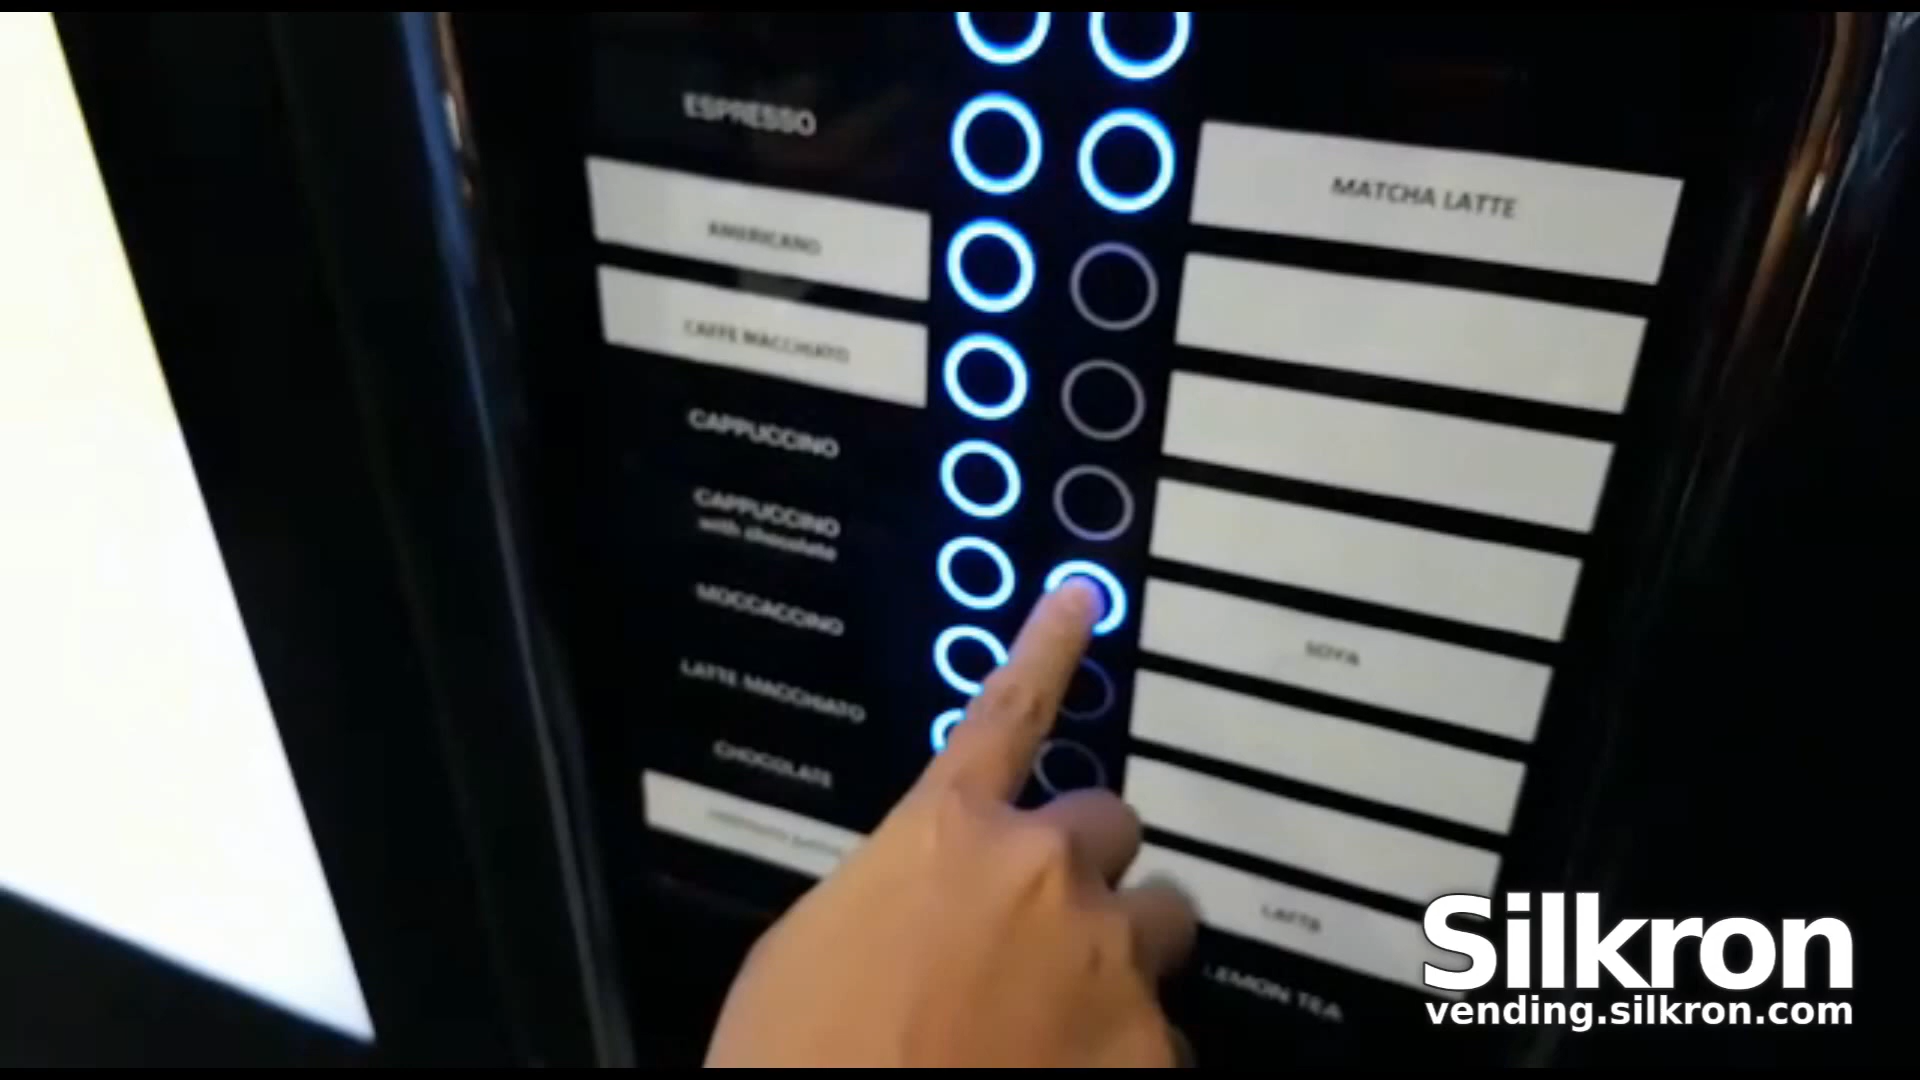 ESPRESSO
AMERICANO
CAFFE MACCHIATO
CAPPUCCINO
CAPPUCCINO
with chocolate
MOCCACCINO
LATTE MACCHIATO
CHOCOLATE
MATCHA LATTE
SOYA
LATTE
LEMON TEA
Silkron
vending.silkron.com